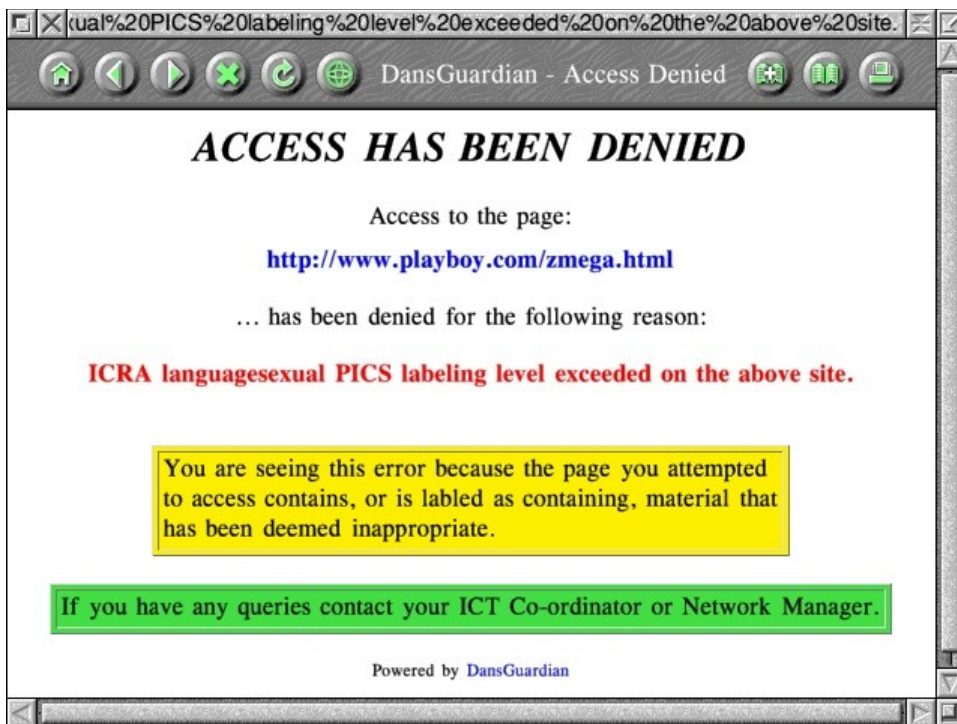 xual%20PICS%20labeling%20level%20exceeded%20on%20the%20above%20site.
DansGuardian - Access Denied
ACCESS HAS BEEN DENIED
Access to the page:
http://www.playboy.com/zmega.html
... has been denied for the following reason:
ICRA languagesexual PICS labeling level exceeded on the above site.
You are seeing this error because the page you attempted
to access contains, or is labled as containing, material that
has been deemed inappropriate.
If you have any queries contact your ICT Co-ordinator or Network Manager.
Powered by DansGuardian